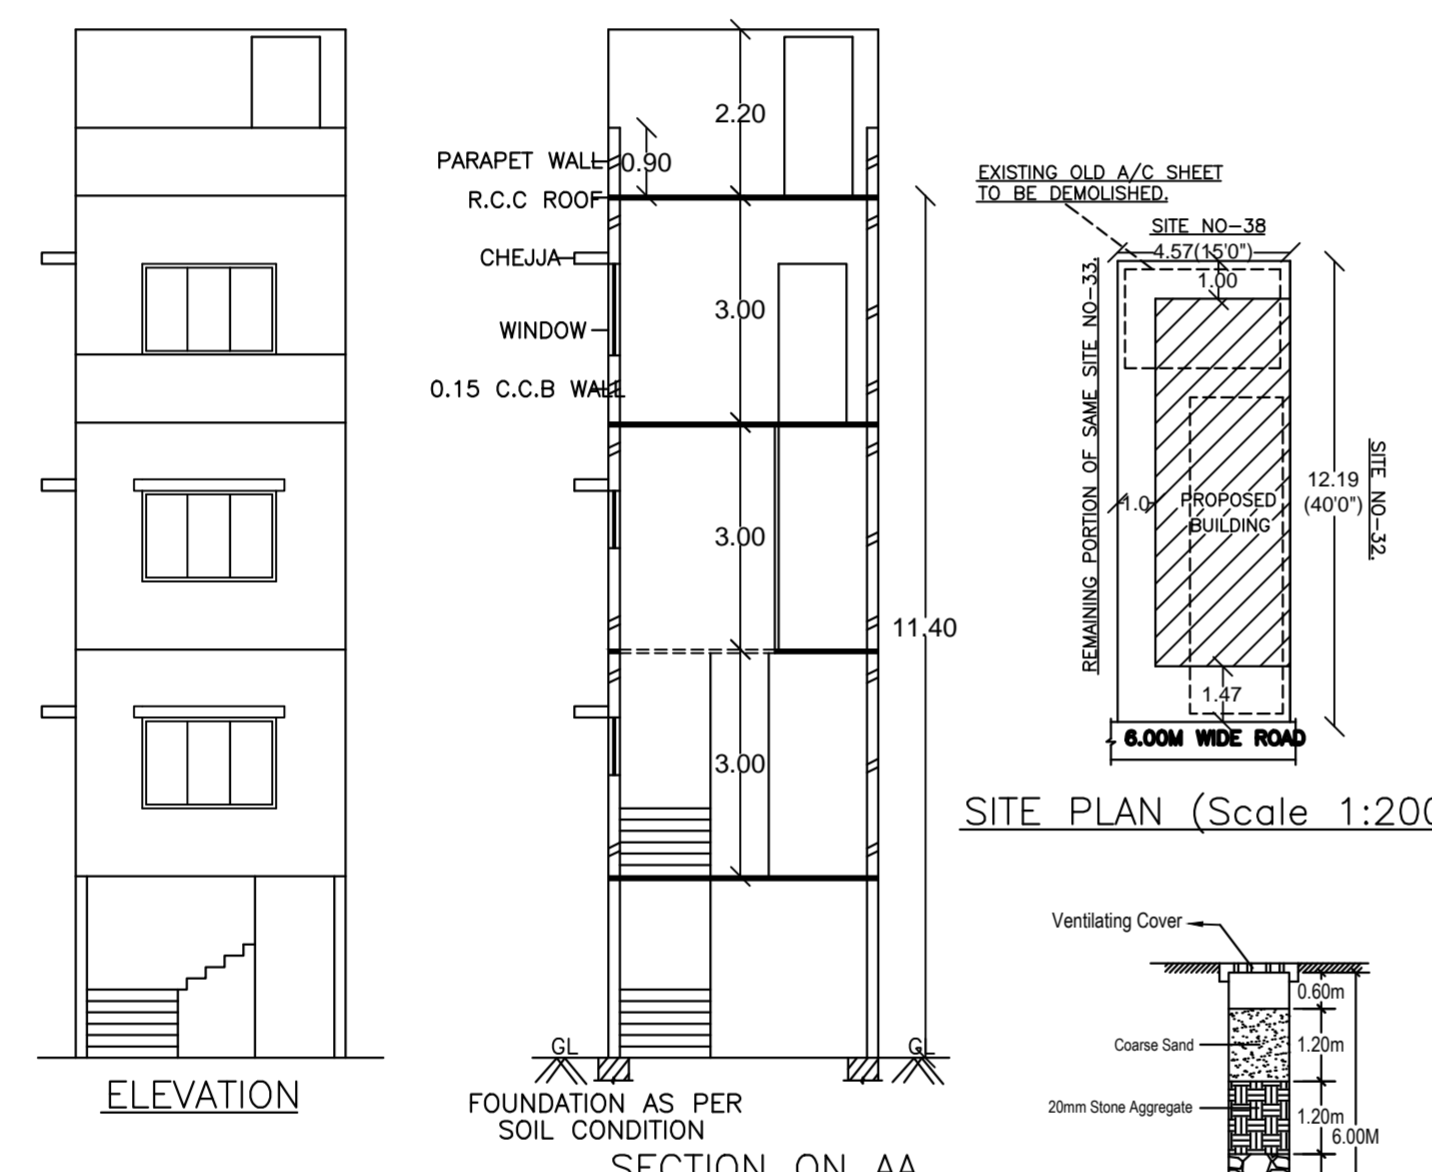 2.20
PARAPET WALL
0.90
R.C.C ROOF
CHEJJA
3.00
WINDOW
0.15 C.C.B WALL
3.00
11.40
3.00
GL
GL
ELEVATION
FOUNDATION AS PER
SOIL CONDITION
SECTION ON AA
EXISTING OLD A/C SHEET
TO BE DEMOLISHED.
SITE NO-38
4.57(15'0")
1.00
REMAINING PORTION OF SAME SITE NO-33.
1.0
PROPOSED
BUILDING
12.19
(40'0")
SITE NO-32.
1.47
6.00M WIDE ROAD
SITE PLAN (Scale 1:200
Ventilating Cover
0.60m
Coarse Sand
1.20m
20mm Stone Aggregate
1.20m
6.00M